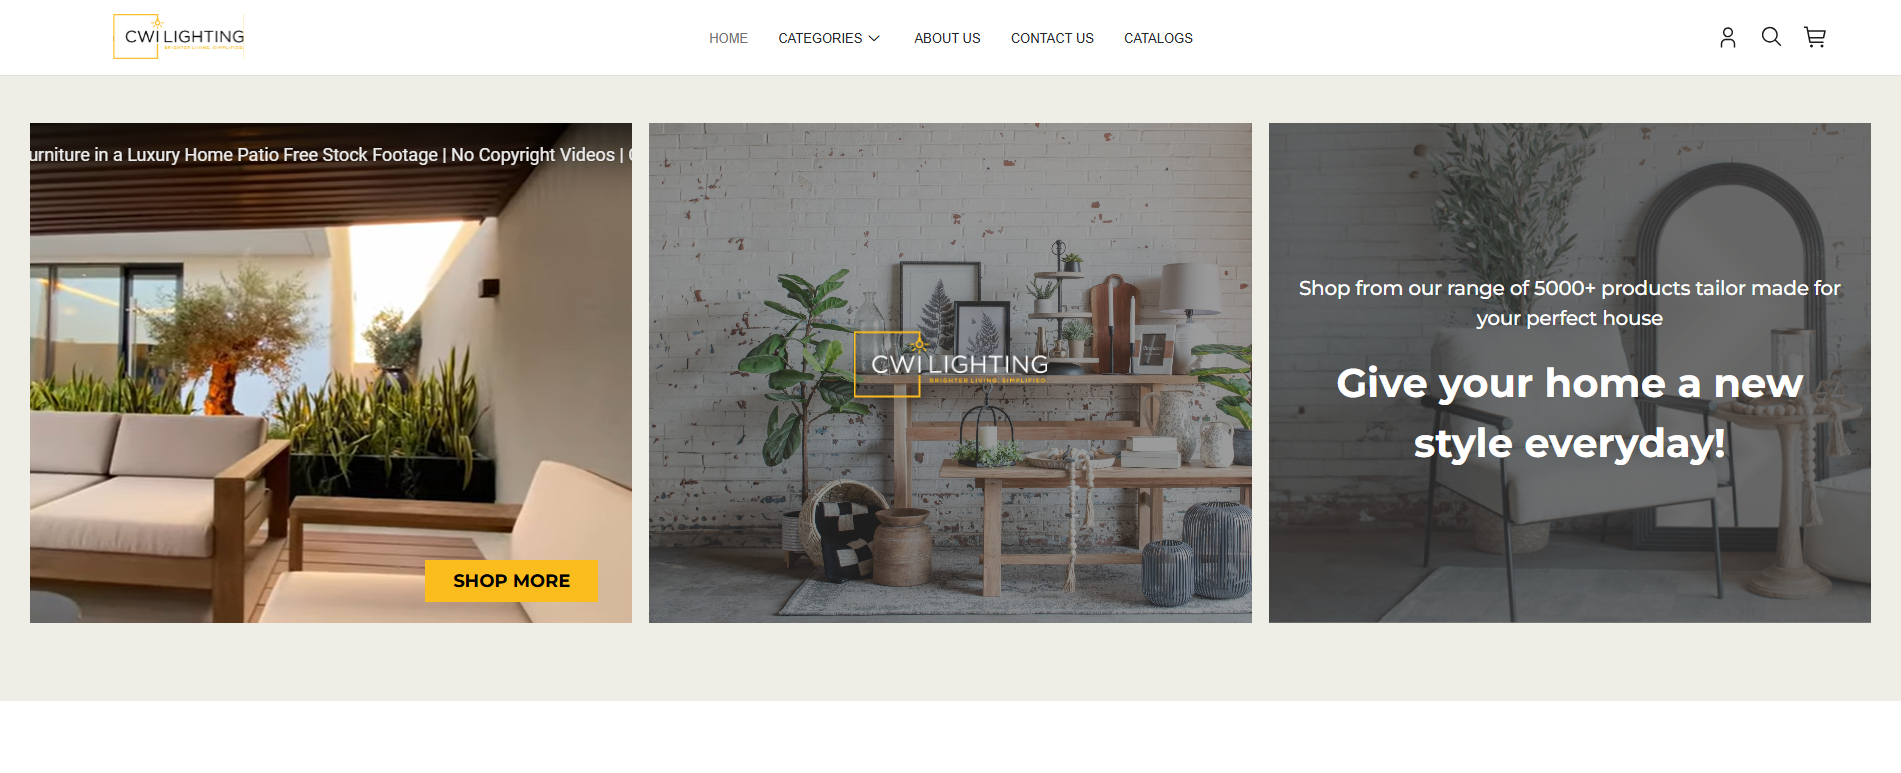 CWI LIGHTING
BRIGHTER LIVING. SIMPLIFIED.
HOME CATEGORIES ABOUT US CONTACT US CATALOGS
urniture in a Luxury Home Patio Free Stock Footage | No Copyright Videos |
SHOP MORE
CWI LIGHTING
BRIGHTER LIVING. SIMPLIFIED.
Shop from our range of 5000+ products tailor made for
your perfect house
Give your home a new
style everyday!